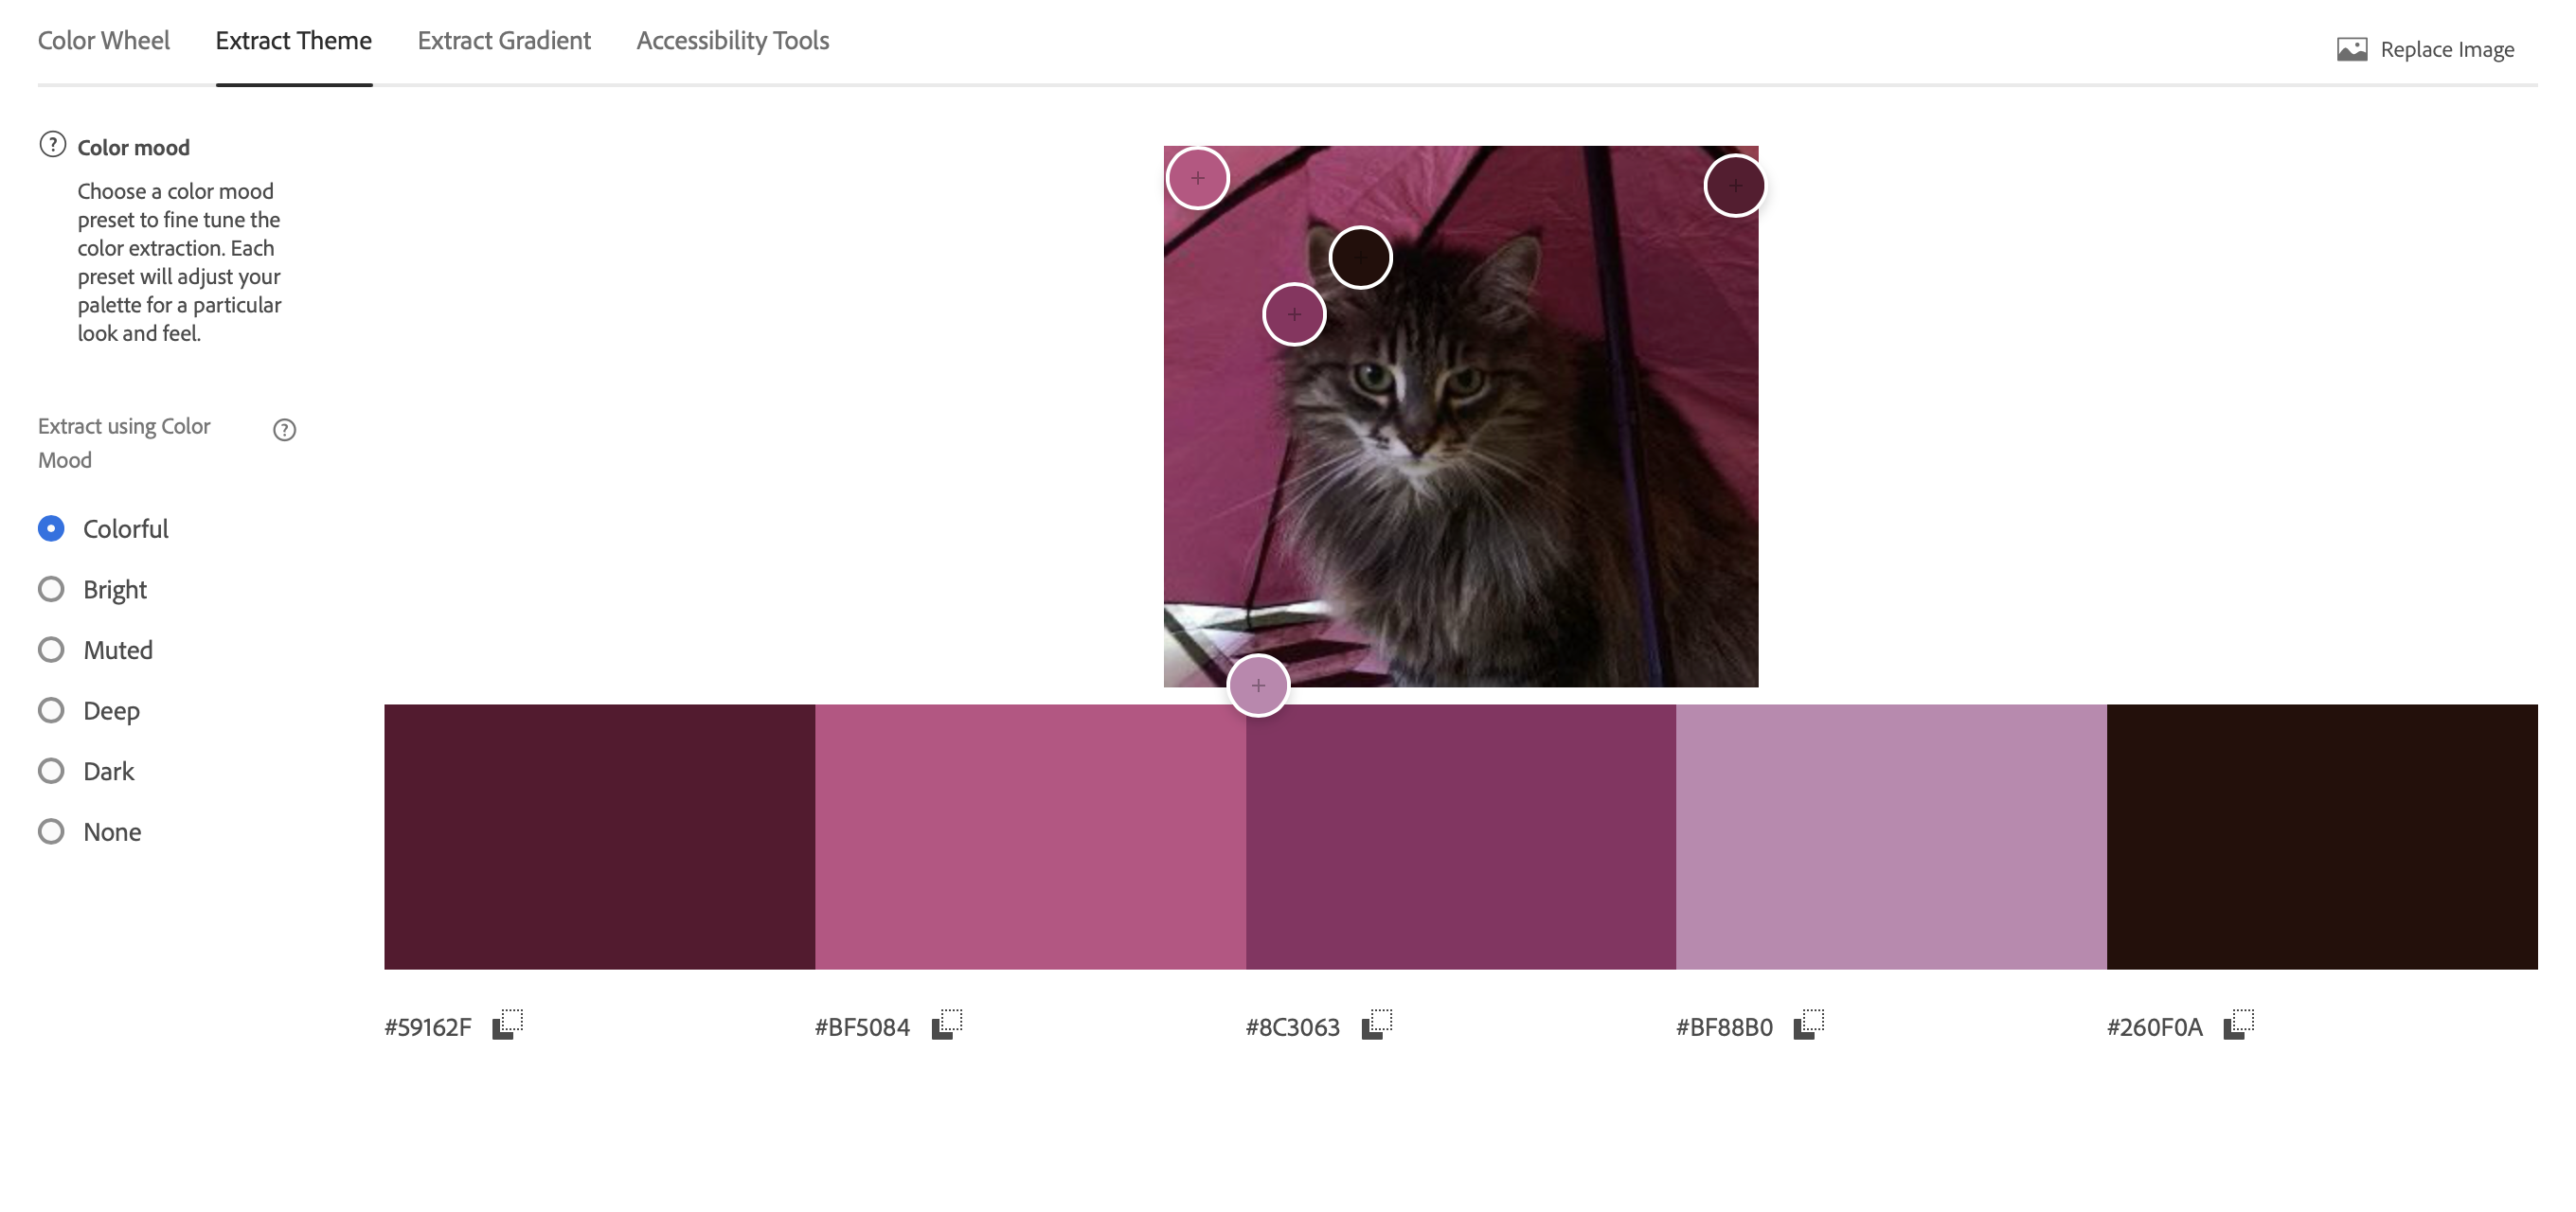 Color Wheel
Extract Theme
Extract Gradient
Accessibility Tools
Replace Image
? Color mood
Choose a color mood
preset to fine tune the
color extraction. Each
preset will adjust your
palette for a particular
look and feel.
Extract using Color ?
Mood
Colorful
Bright
Muted
Deep
Dark
None
#59162F
#BF5084
#8C3063
#BF88B0
#260F0A